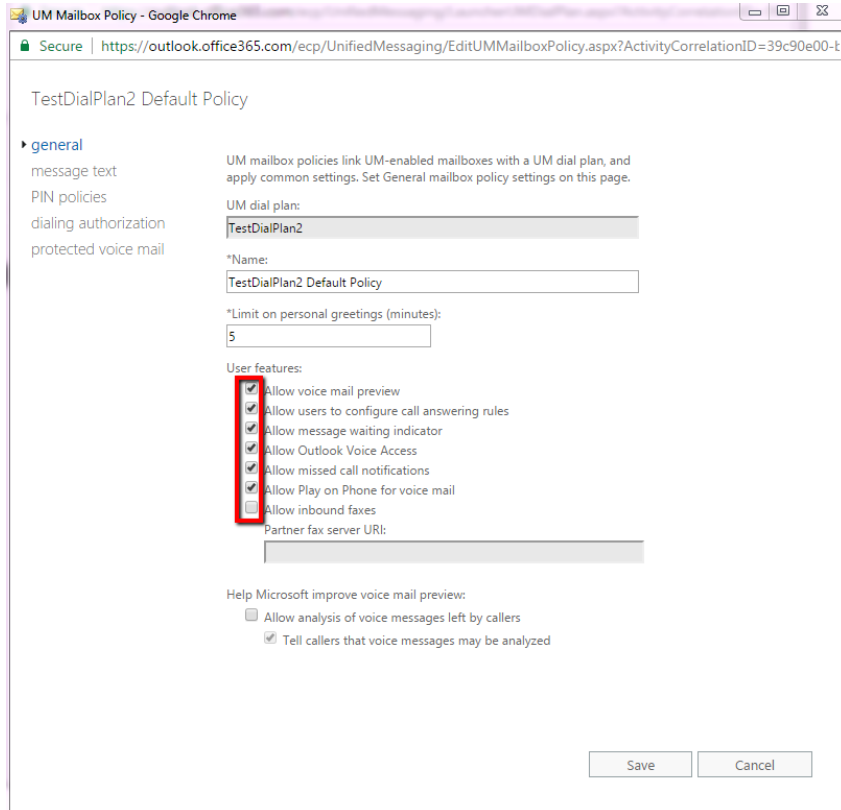 UM Mailbox Policy - Google Chrome
Secure | https://outlook.office365.com/ecp/UnifiedMessaging/EditUMMailboxPolicy.aspx?ActivityCorrelationID=39c90e00-b
TestDialPlan2 Default Policy
general
message text
PIN policies
dialing authorization
protected voice mail
UM mailbox policies link UM-enabled mailboxes with a UM dial plan, and
apply common settings. Set General mailbox policy settings on this page.
UM dial plan:
TestDialPlan2
*Name:
TestDialPlan2 Default Policy
*Limit on personal greetings (minutes):
5
User features:
Allow voice mail preview
Allow users to configure call answering rules
Allow message waiting indicator
Allow Outlook Voice Access
Allow missed call notifications
Allow Play on Phone for voice mail
Allow inbound faxes
Partner fax server URI:
Help Microsoft improve voice mail preview:
Allow analysis of voice messages left by callers
Tell callers that voice messages may be analyzed
Save
Cancel